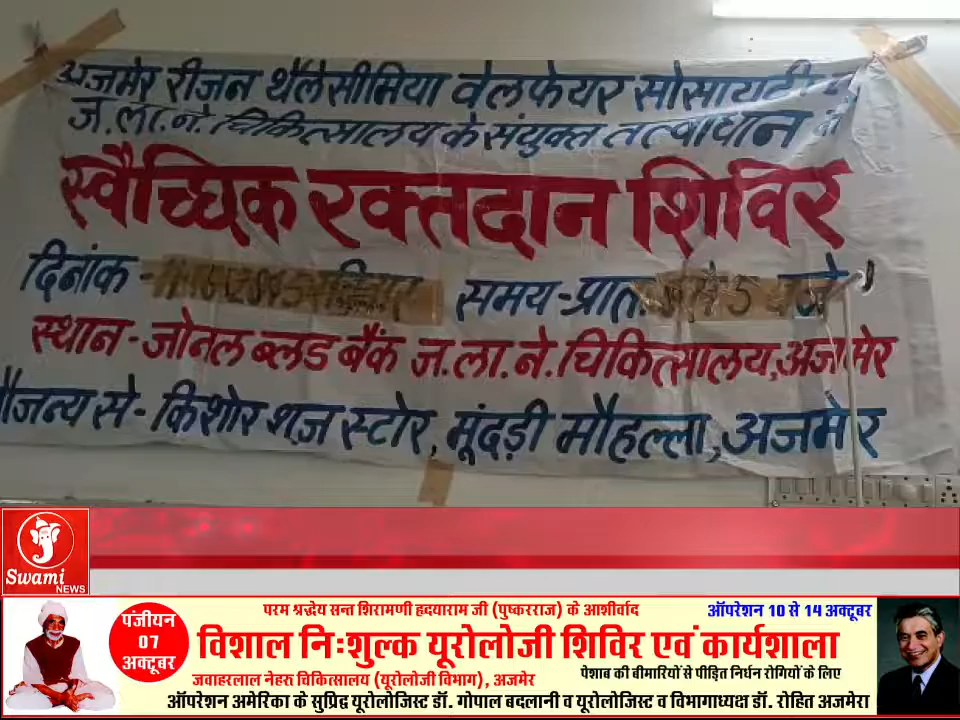 अजमेर रीजन थैलेसीमिया वेलफेयर सोसायटी
ज.ला.ने. चिकित्सालय के संयुक्त तत्वाधान में
स्वैच्छिक रक्तदान शिविर
दिनांक - रविवार समय - प्रात: से 5 बजे
स्थान - जोनल ब्लड बैंक ज.ला.ने. चिकित्सालय, अजमेर
सौजन्य से - किशोर शूज़ स्टोर, मूंदड़ी मौहल्ला, अजमेर
Swami
NEWS
पंजीयन
07
अक्टूबर
परम श्रद्धेय सन्त शिरामणी हदयाराम जी (पुष्करराज) के आशीर्वाद
ऑपरेशन 10 से 14 अक्टूबर
विशाल निःशुल्क यूरोलोजी शिविर एवं कार्यशाला
जवाहरलाल नेहरू चिकित्सालय (यूरोलोजी विभाग), अजमेर
पेशाब की बीमारियों से पीड़ित निर्धन रोगियों के लिए
ऑपरेशन अमेरिका के सुप्रिद्व यूरोलोजिस्ट डॉ. गोपाल बदलानी व यूरोलोजिस्ट व विभागाध्यक्ष डॉ. रोहित अजमेरा